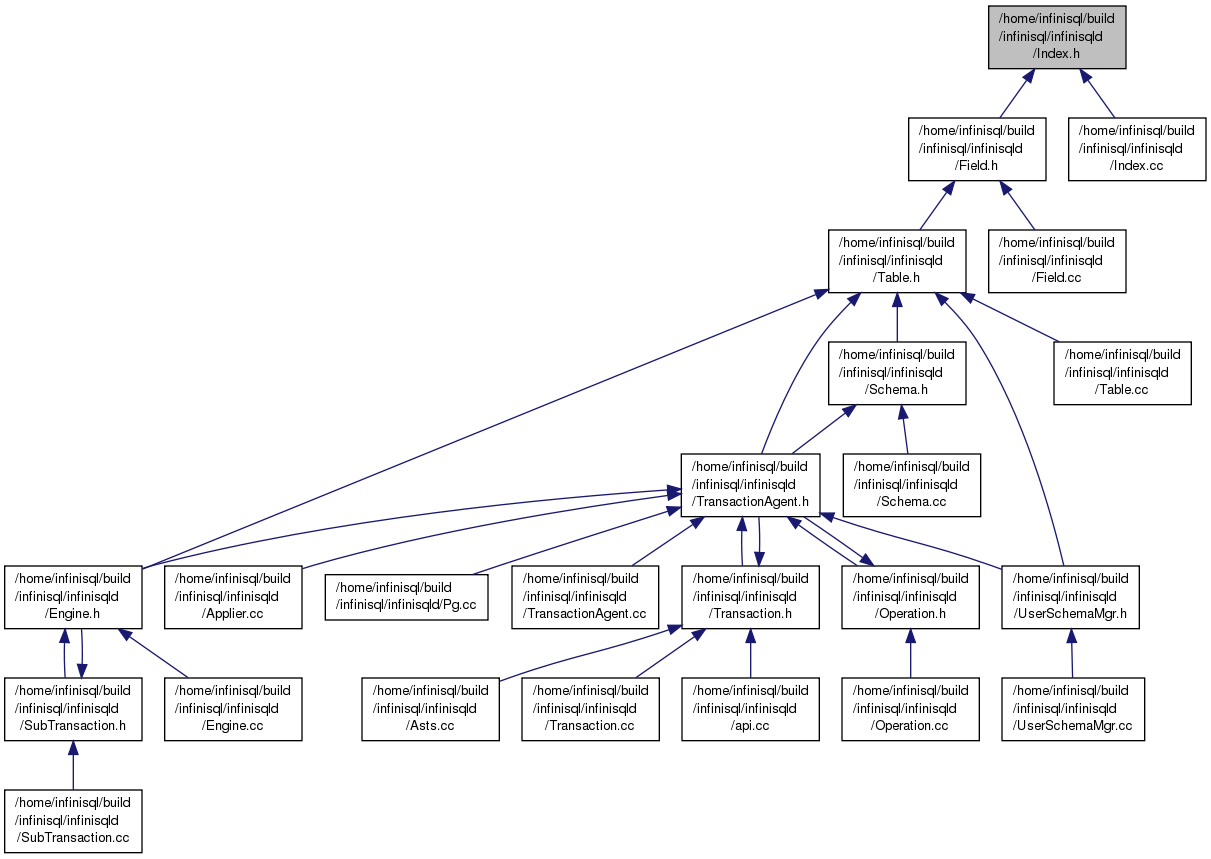 /home/infinisql/build
/infinisql/infinisqld
/Index.h
/home/infinisql/build
/infinisql/infinisqld
/Field.h
/home/infinisql/build
/infinisql/infinisqld
/Index.cc
/home/infinisql/build
/infinisql/infinisqld
/Table.h
/home/infinisql/build
/infinisql/infinisqld
/Field.cc
/home/infinisql/build
/infinisql/infinisqld
/Schema.h
/home/infinisql/build
/infinisql/infinisqld
/Table.cc
/home/infinisql/build
/infinisql/infinisqld
/TransactionAgent.h
/home/infinisql/build
/infinisql/infinisqld
/Schema.cc
/home/infinisql/build
/infinisql/infinisqld
/Engine.h
/home/infinisql/build
/infinisql/infinisqld
/Applier.cc
/home/infinisql/build
/infinisql/infinisqld/Pg.cc
/home/infinisql/build
/infinisql/infinisqld
/TransactionAgent.cc
/home/infinisql/build
/infinisql/infinisqld
/Transaction.h
/home/infinisql/build
/infinisql/infinisqld
/Operation.h
/home/infinisql/build
/infinisql/infinisqld
/UserSchemaMgr.h
/home/infinisql/build
/infinisql/infinisqld
/SubTransaction.h
/home/infinisql/build
/infinisql/infinisqld
/Engine.cc
/home/infinisql/build
/infinisql/infinisqld
/Asts.cc
/home/infinisql/build
/infinisql/infinisqld
/Transaction.cc
/home/infinisql/build
/infinisql/infinisqld
/api.cc
/home/infinisql/build
/infinisql/infinisqld
/Operation.cc
/home/infinisql/build
/infinisql/infinisqld
/UserSchemaMgr.cc
/home/infinisql/build
/infinisql/infinisqld
/SubTransaction.cc